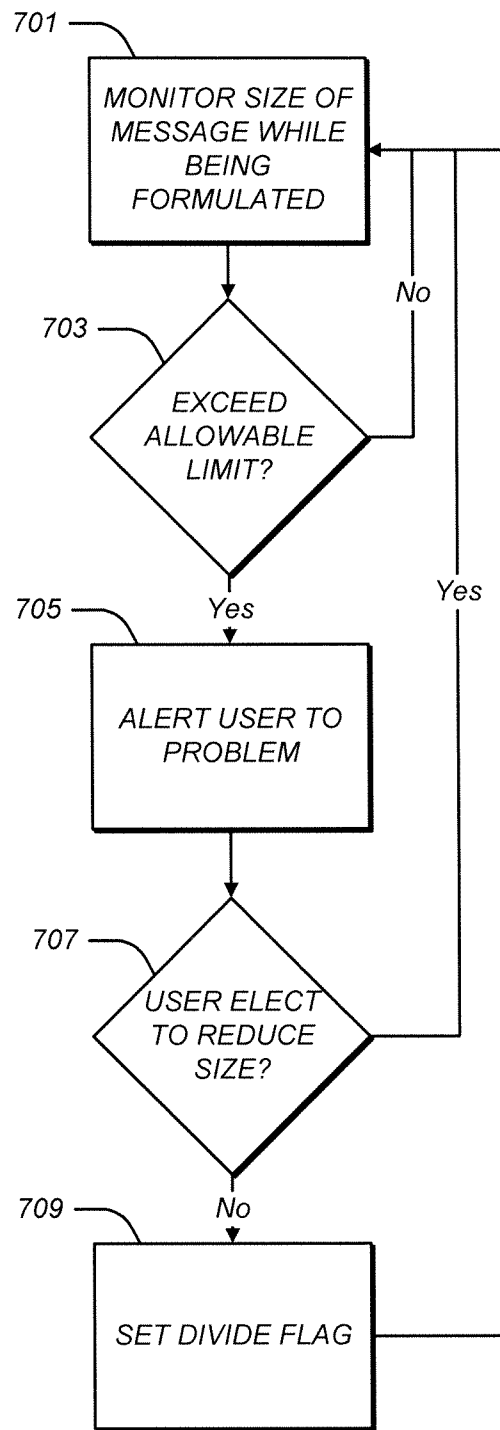 701
MONITOR SIZE OF
MESSAGE WHILE
BEING
FORMULATED
No
703
EXCEED
ALLOWABLE
LIMIT?
Yes
Yes
705
ALERT USER TO
PROBLEM
707
USER ELECT
TO REDUCE
SIZE?
No
709
SET DIVIDE FLAG